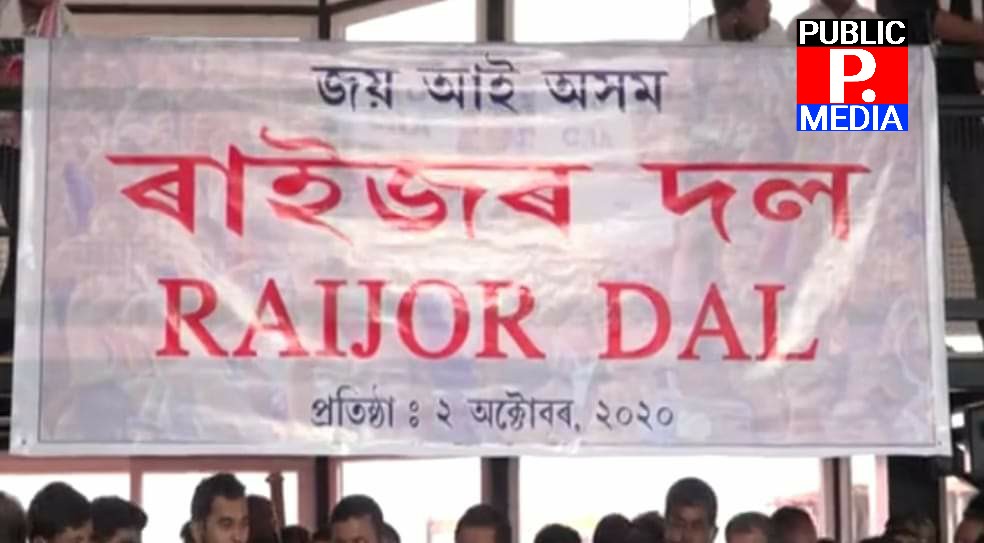 PUBLIC
P.
MEDIA
জয় আই অসম
ৰাইজৰ দল
RAIJOR DAL
প্ৰতিষ্ঠা : ২ অক্টোবৰ, ২০২০